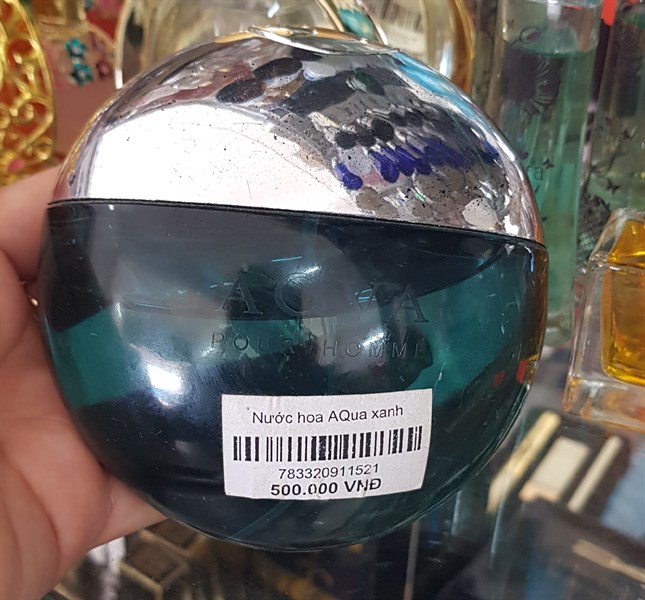 AQVA
POUR HOMME
Nước hoa AQua xanh
783320911521
500.000 VNĐ